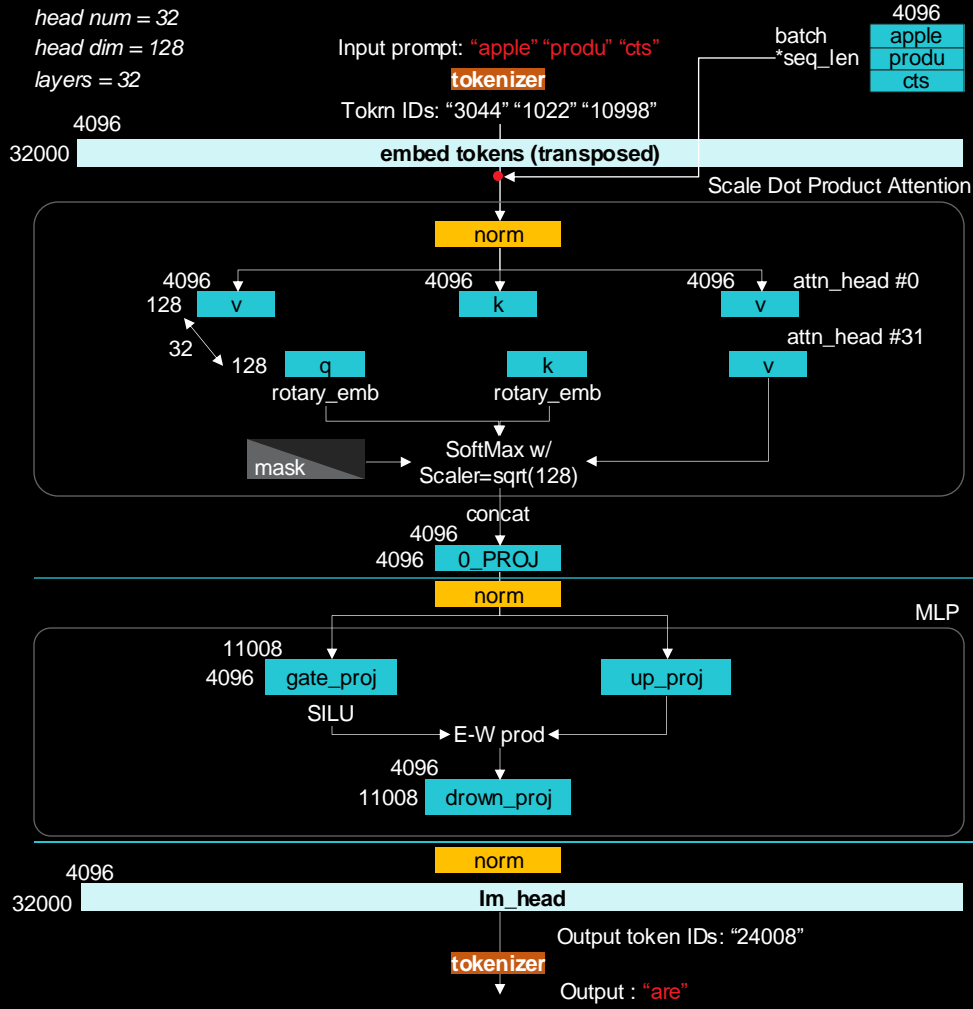 head num = 32
head dim = 128
layers = 32
Input prompt: “apple” “produ” “cts”
tokenizer
Tokrn IDs: “3044” “1022” “10998”
4096
batch
*seq_len
apple
produ
cts
4096
32000
embed tokens (transposed)
Scale Dot Product Attention
norm
4096
4096
4096
attn_head #0
128
v
k
v
32
attn_head #31
128
q
k
v
rotary_emb
rotary_emb
mask
SoftMax w/
Scaler=sqrt(128)
concat
4096
4096
0_PROJ
norm
MLP
11008
4096
gate_proj
up_proj
SILU
E-W prod
4096
11008
drown_proj
norm
4096
32000
lm_head
Output token IDs: “24008”
tokenizer
Output : “are”